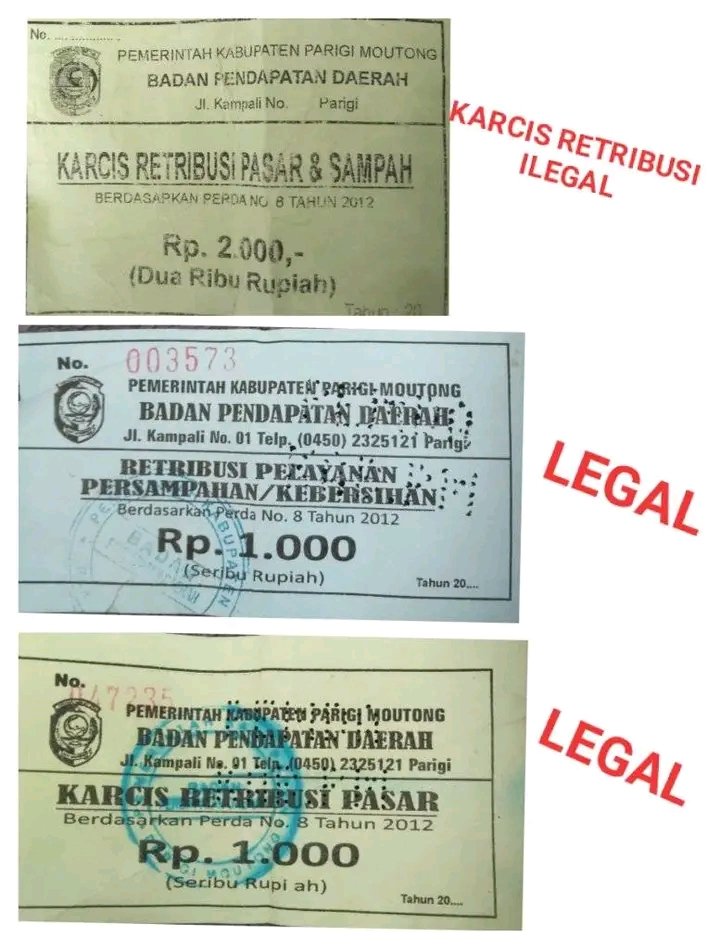 No. ....................
PEMERINTAH KABUPATEN PARIGI MOUTONG
BADAN PENDAPATAN DAERAH
Jl. Kampali No. Parigi
KARCIS RETRIBUSI PASAR & SAMPAH
BERDASARPKAN PERDA NO 8 TAHUN 2012
Rp. 2.000,-
(Dua Ribu Rupiah)
Tahun : 20
KARCIS RETRIBUSI
ILEGAL
No. 003573
PEMERINTAH KABUPATEN PARIGI MOUTONG
BADAN PENDAPATAN DAERAH
Jl. Kampali No. 01 Telp. (0450) 2325121 Parigi
RETRIBUSI PELAYANAN
PERSAMPAHAN/KEBERSIHAN
Berdasarkan Perda No. 8 Tahun 2012
Rp. 1.000
(Seribu Rupiah)
Tahun 20....
LEGAL
No. 047235
PEMERINTAH KABUPATEN PARIGI MOUTONG
BADAN PENDAPATAN DAERAH
Jl. Kampali No. 01 Telp. (0450) 2325121 Parigi
KARCIS RETRIBUSI PASAR
Berdasarkan Perda No. 8 Tahun 2012
Rp. 1.000
(Seribu Rupi ah)
Tahun 20....
LEGAL